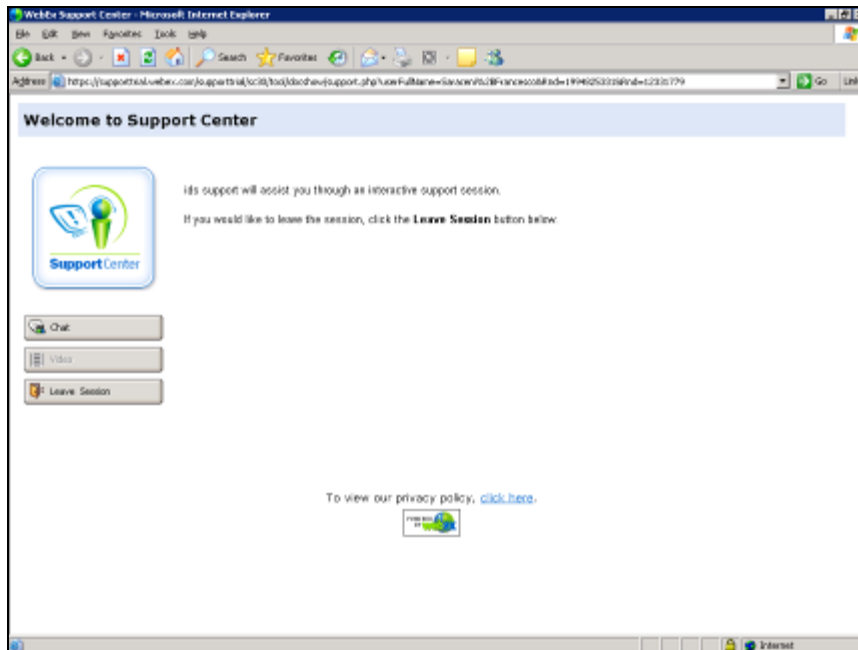 WebEx Support Center - Microsoft Internet Explorer
File Edit View Favorites Tools Help
Back Search Favorites
Address Go Links
Welcome to Support Center
ids support will assist you through an interactive support session.
If you would like to leave the session, click the Leave Session button below.
Support Center
Chat
Video
Leave Session
To view our privacy policy, click here.
Internet